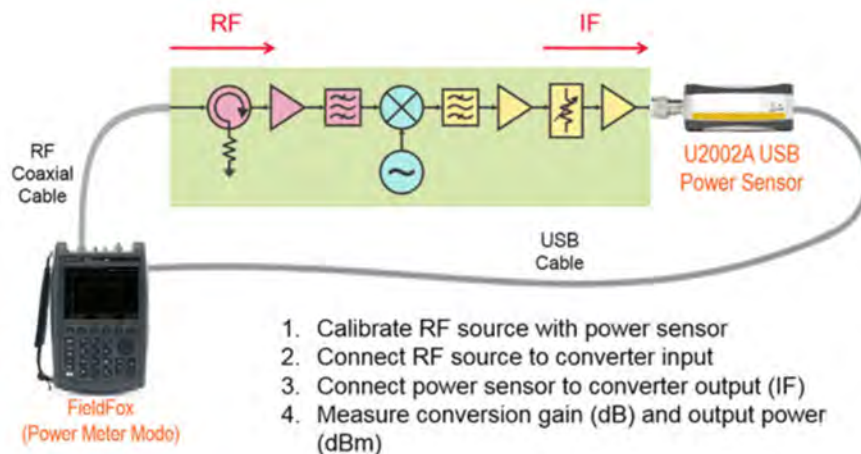 RF
IF
RF
Coaxial
Cable
U2002A USB
Power Sensor
USB
Cable
FieldFox
(Power Meter Mode)
1. Calibrate RF source with power sensor
2. Connect RF source to converter input
3. Connect power sensor to converter output (IF)
4. Measure conversion gain (dB) and output power
(dBm)